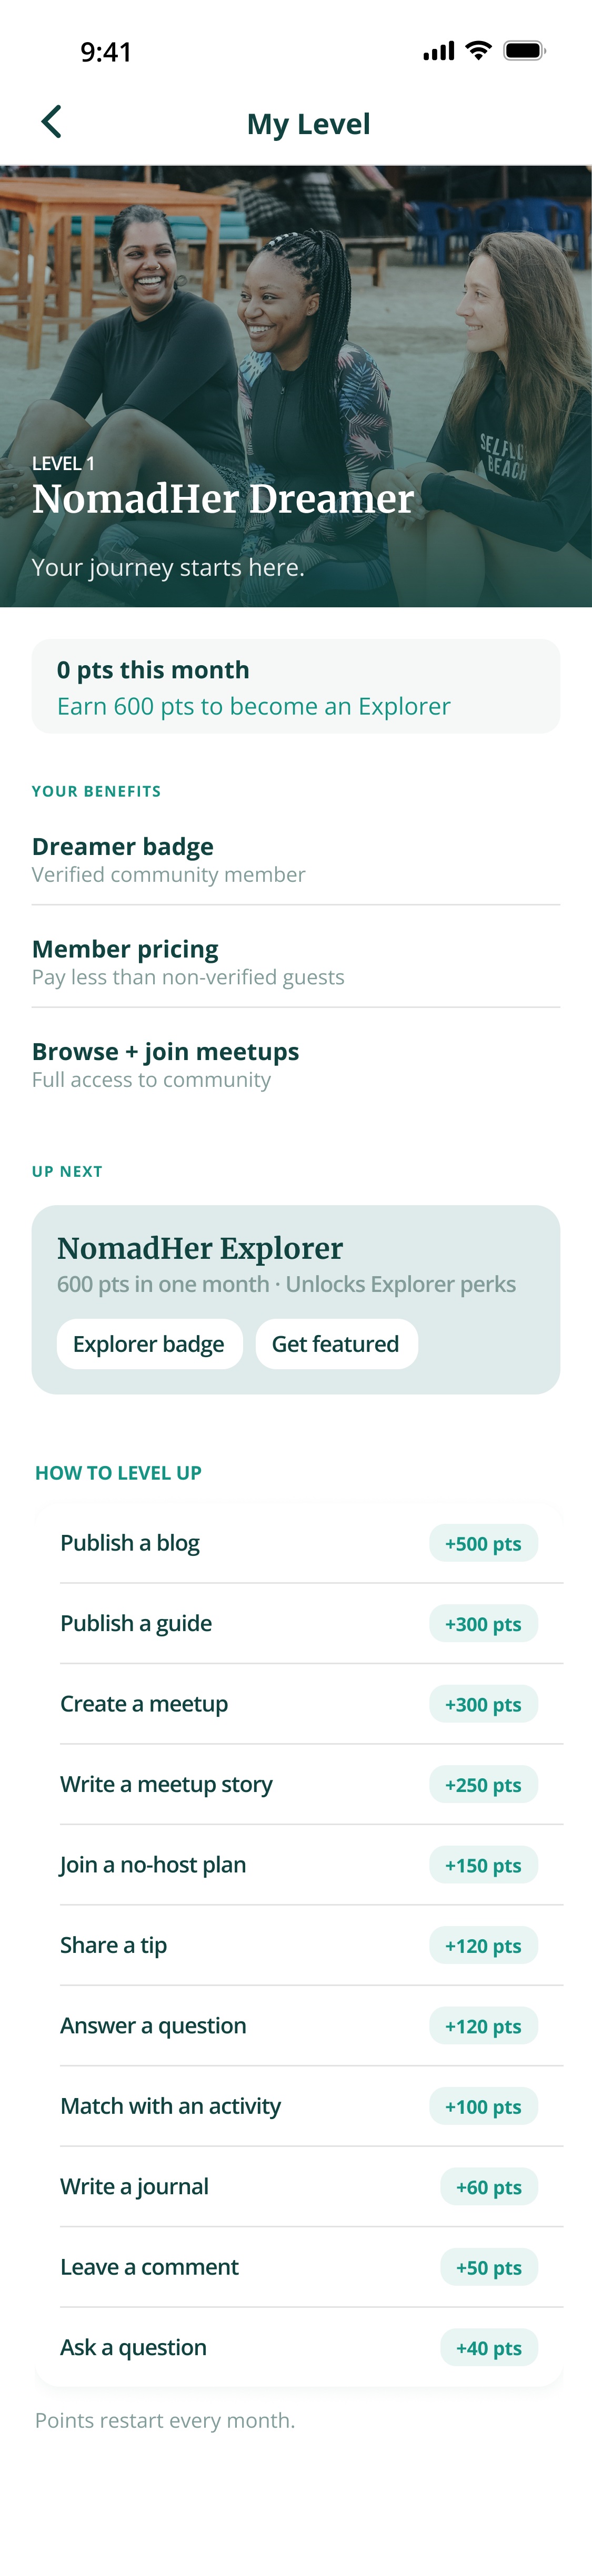 9:41
My Level
SELFLO
BEACH
LEVEL 1
NomadHer Dreamer
Your journey starts here.
0 pts this month
Earn 600 pts to become an Explorer
YOUR BENEFITS
Dreamer badge
Verified community member
Member pricing
Pay less than non-verified guests
Browse + join meetups
Full access to community
UP NEXT
NomadHer Explorer
600 pts in one month · Unlocks Explorer perks
Explorer badge Get featured
HOW TO LEVEL UP
Publish a blog +500 pts
Publish a guide +300 pts
Create a meetup +300 pts
Write a meetup story +250 pts
Join a no-host plan +150 pts
Share a tip +120 pts
Answer a question +120 pts
Match with an activity +100 pts
Write a journal +60 pts
Leave a comment +50 pts
Ask a question +40 pts
Points restart every month.